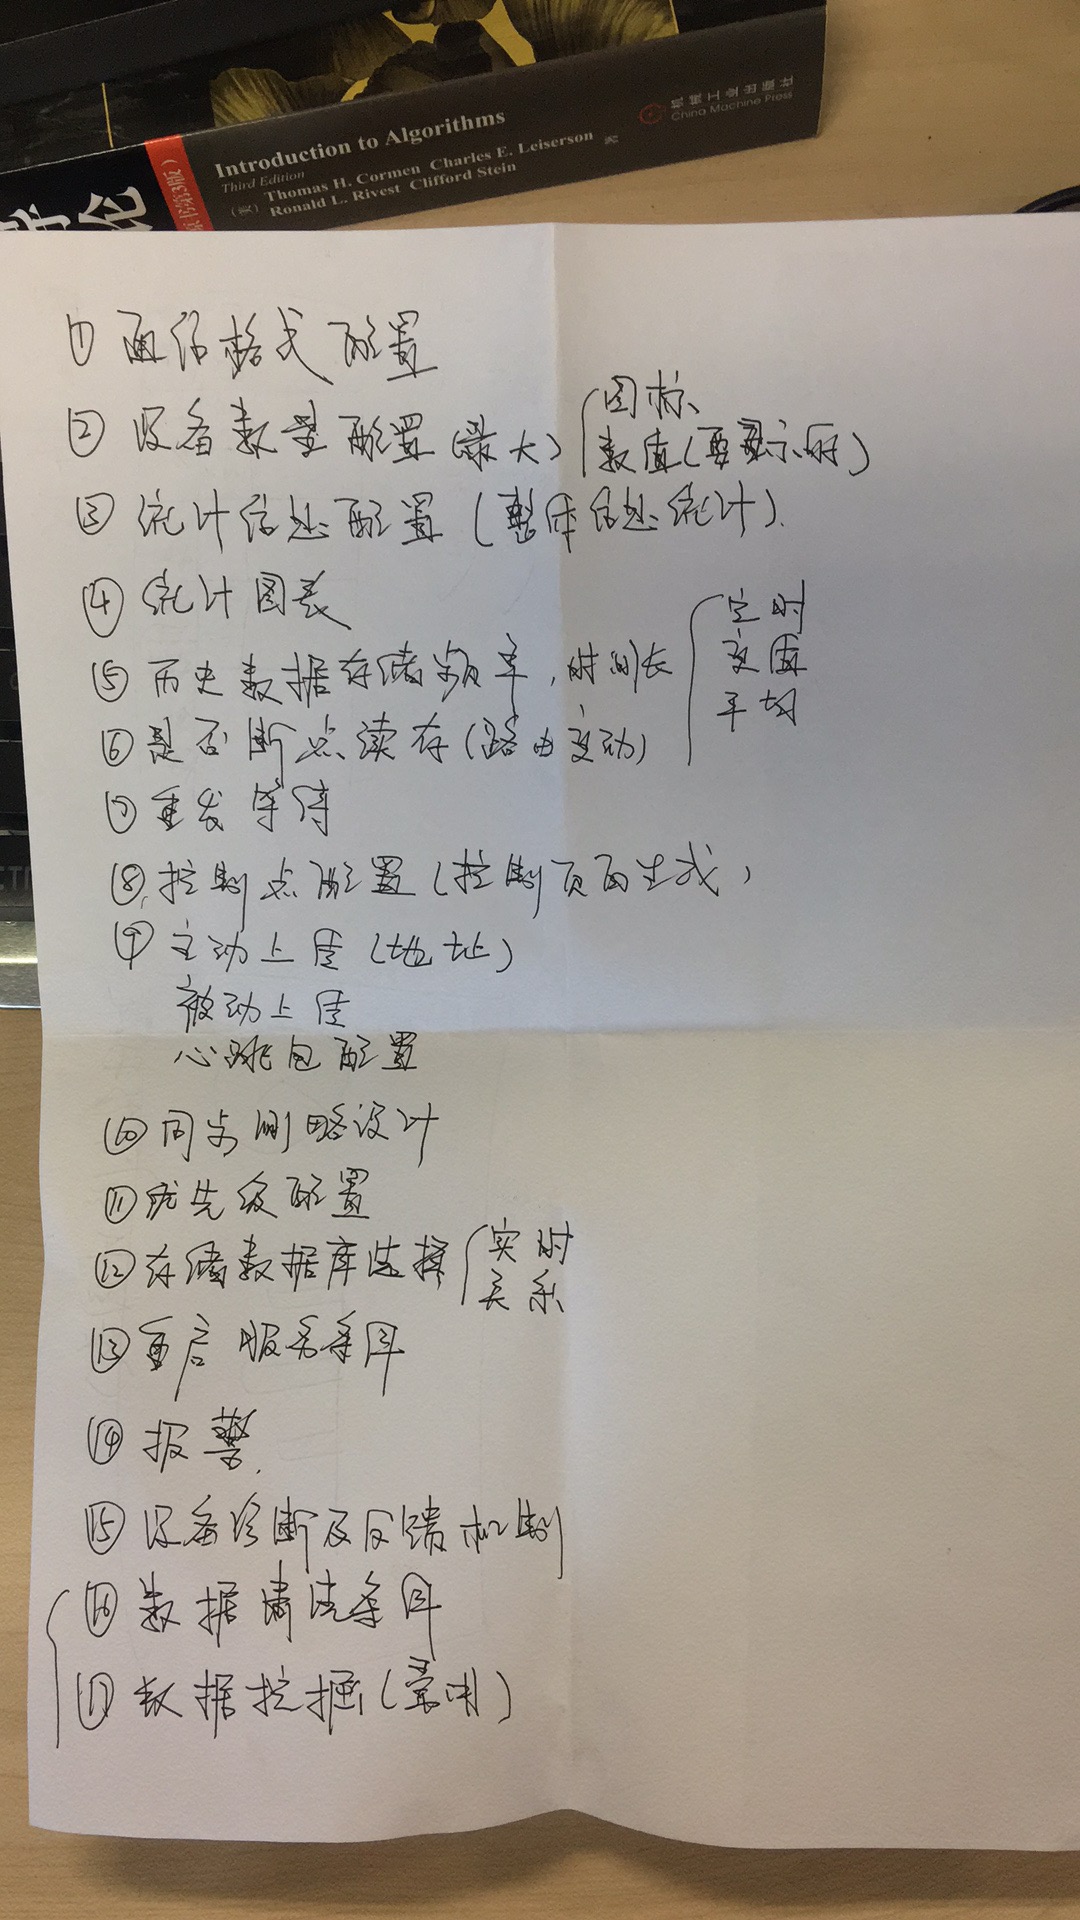 Introduction to Algorithms
Third Edition
(美) Thomas H. Cormen Charles E. Leiserson
Ronald L. Rivest Clifford Stein 著
机械工业出版社
China Machine Press
原书第3版)
① 通信格式配置
② 设备数量配置(最大) 图标
数值(要显示的)
③ 统计信息配置(整体信息统计).
④ 统计图表
⑤ 历史数据存储频率,时间长 定时
变值
平均
⑥ 是否断点续存(路由变动)
⑦ 重发等待
⑧ 控制点配置(控制页面生成)
⑨ 主动上传(地址)
被动上传
心跳包配置
⑩ 同步策略设计
⑪ 优先级配置
⑫ 存储数据库选择 实时
关系
⑬ 重启服务条件
⑭ 报警.
⑮ 设备诊断及反馈机制
⑯ 数据清洗条件
⑰ 数据挖掘(常用)